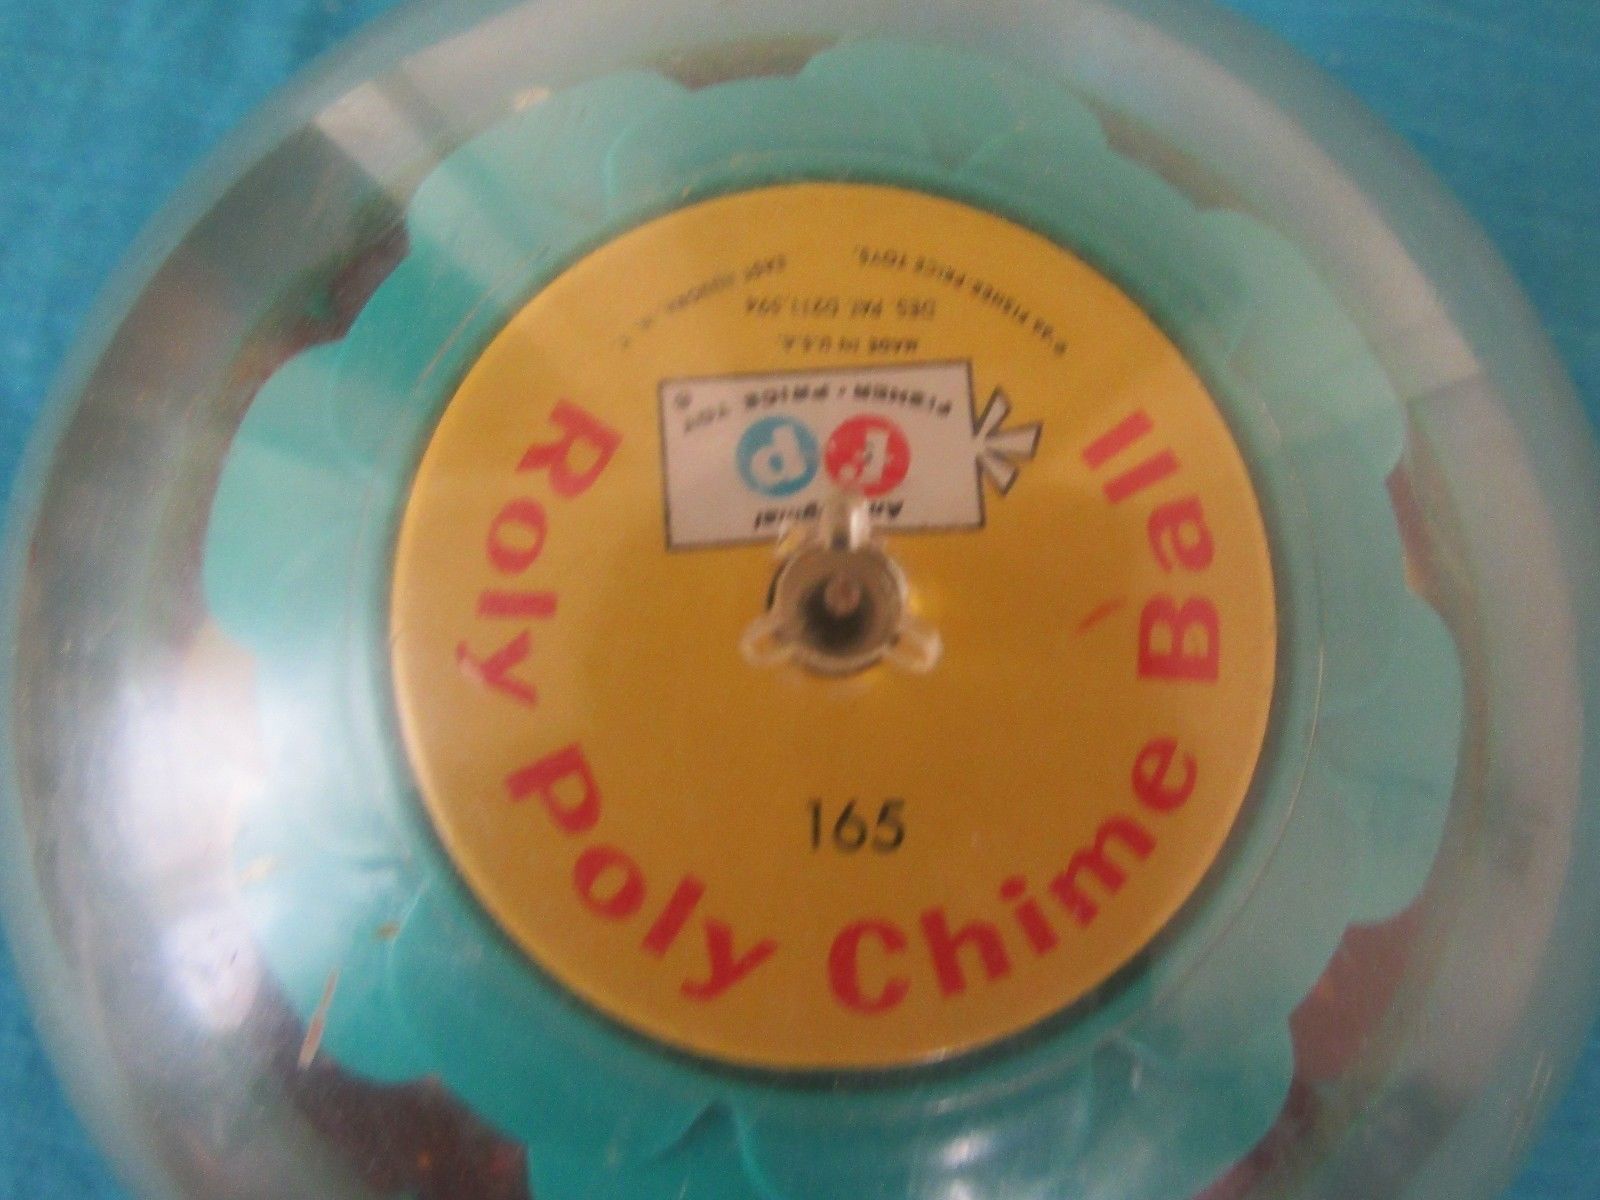 Roly Poly Chime Ball
165
An Original
fp
FISHER-PRICE TOY
®
MADE IN U.S.A.
DES. PAT. D211,594
FISHER-PRICE TOYS,
EAST AURORA, N. Y.